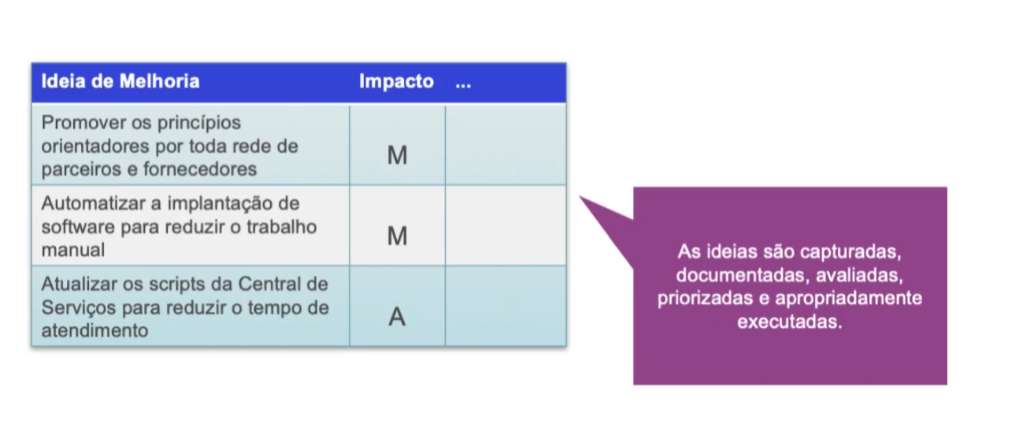 Ideia de Melhoria Impacto ...
Promover os princípios
orientadores por toda rede de
parceiros e fornecedores
M
Automatizar a implantação de
software para reduzir o trabalho
manual
M
Atualizar os scripts da Central de
Serviços para reduzir o tempo de
atendimento
A
As ideias são capturadas,
documentadas, avaliadas,
priorizadas e apropriadamente
executadas.